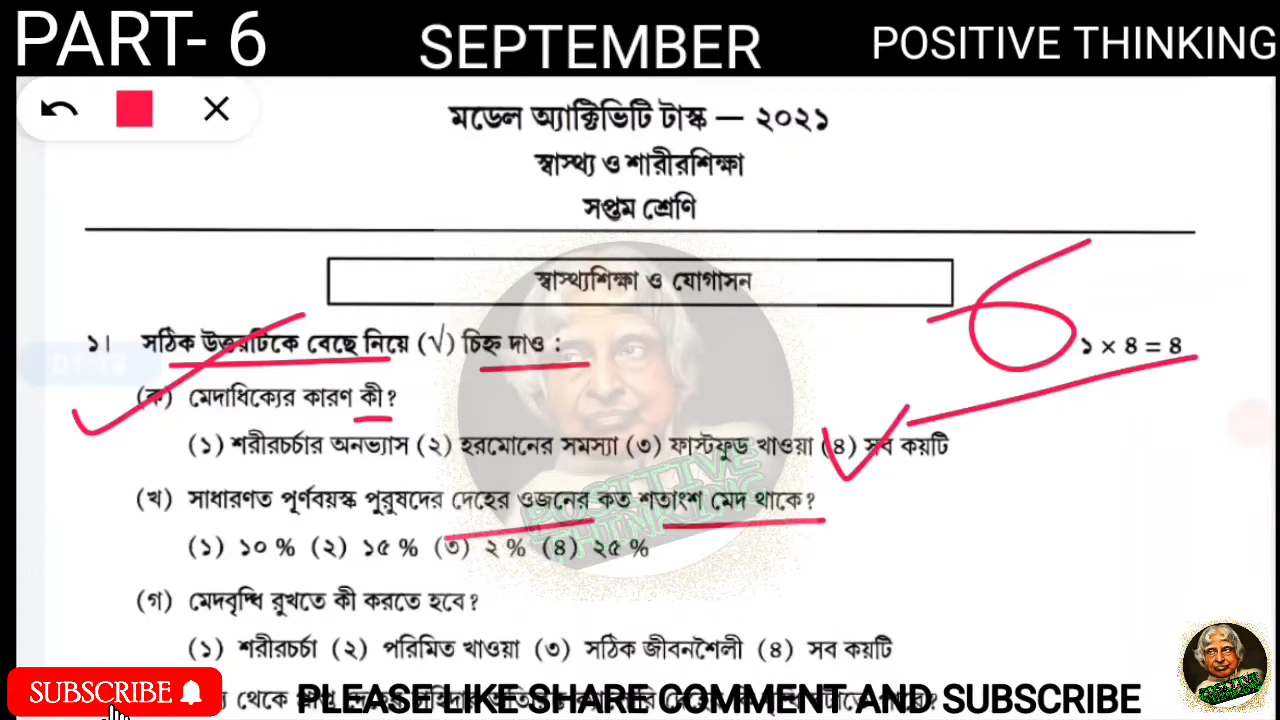 PART- 6 SEPTEMBER POSITIVE THINKING
মডেল অ্যাক্টিভিটি টাস্ক — ২০২১
স্বাস্থ্য ও শারীরশিক্ষা
সপ্তম শ্রেণি
স্বাস্থ্যশিক্ষা ও যোগাসন
১। সঠিক উত্তরটিকে বেছে নিয়ে (√) চিহ্ন দাও : ১ × ৪ = ৪
(ক) মেদাধিক্যের কারণ কী?
(১) শরীরচর্চার অনভ্যাস (২) হরমোনের সমস্যা (৩) ফাস্টফুড খাওয়া (৪) সব কয়টি
(খ) সাধারণত পূর্ণবয়স্ক পুরুষদের দেহের ওজনের কত শতাংশ মেদ থাকে?
(১) ১০ % (২) ১৫ % (৩) ২ % (৪) ২৫ %
(গ) মেদবৃদ্ধি রুখতে কী করতে হবে?
(১) শরীরচর্চা (২) পরিমিত খাওয়া (৩) সঠিক জীবনশৈলী (৪) সব কয়টি
থেকে
SUBSCRIBE PLEASE LIKE SHARE COMMENT AND SUBSCRIBE
POSITIVE THINKING